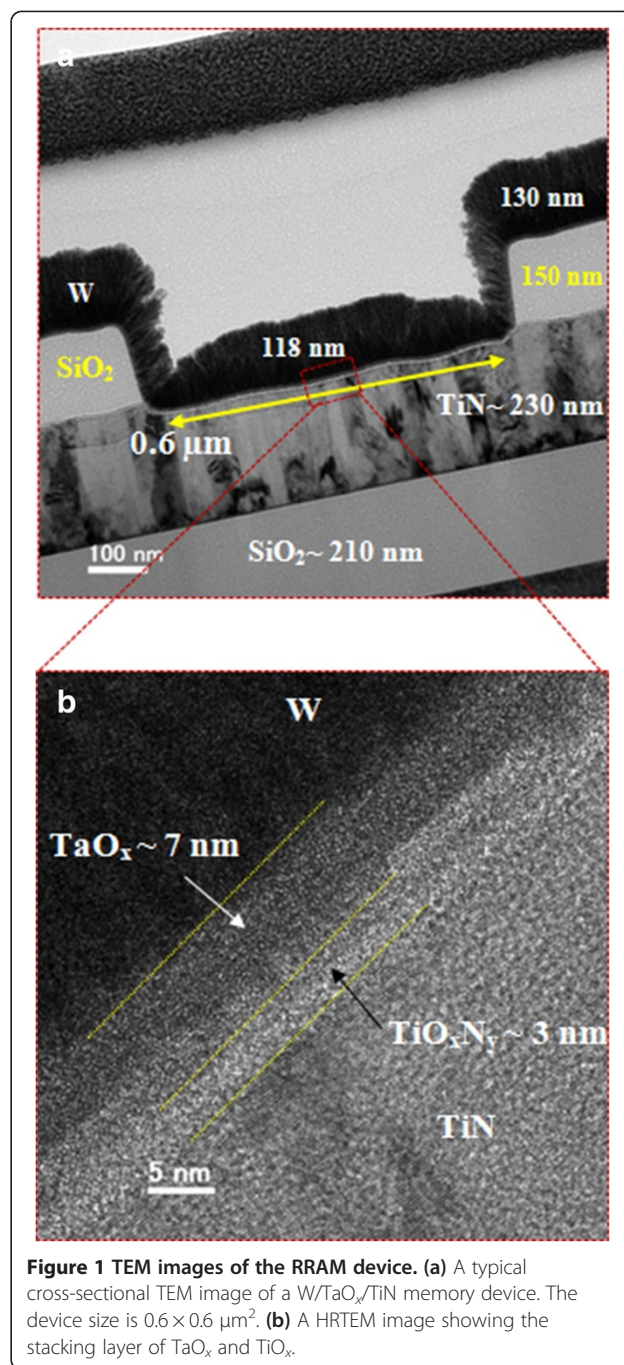 a
130 nm
W
150 nm
118 nm
SiO₂
TiN~ 230 nm
0.6 µm
100 nm
SiO₂~ 210 nm
b
W
TaOₓ ~ 7 nm
TiOₓNᵧ ~ 3 nm
TiN
5 nm
Figure 1 TEM images of the RRAM device. (a) A typical
cross-sectional TEM image of a W/TaOₓ/TiN memory device. The
device size is 0.6 × 0.6 µm². (b) A HRTEM image showing the
stacking layer of TaOₓ and TiOₓ.